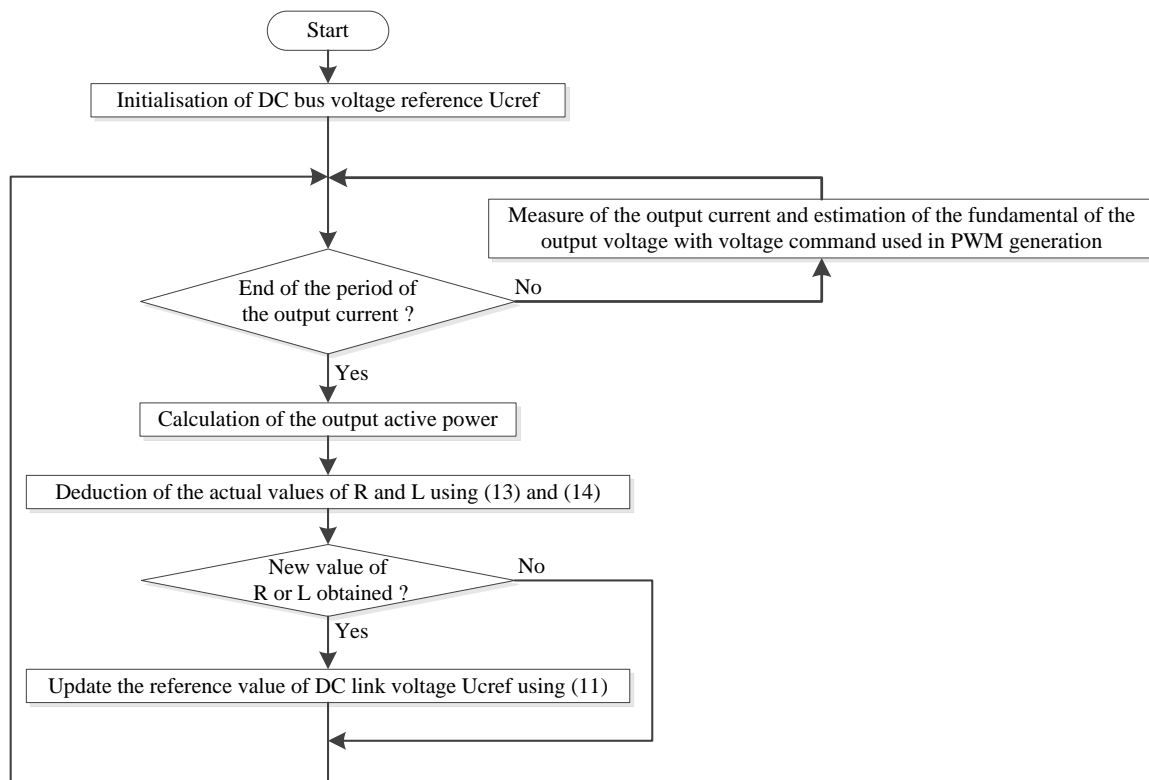 Start
Initialisation of DC bus voltage reference Ucref
Measure of the output current and estimation of the fundamental of the
output voltage with voltage command used in PWM generation
End of the period of
the output current ?
No
Yes
Calculation of the output active power
Deduction of the actual values of R and L using (13) and (14)
New value of
R or L obtained ?
No
Yes
Update the reference value of DC link voltage Ucref using (11)